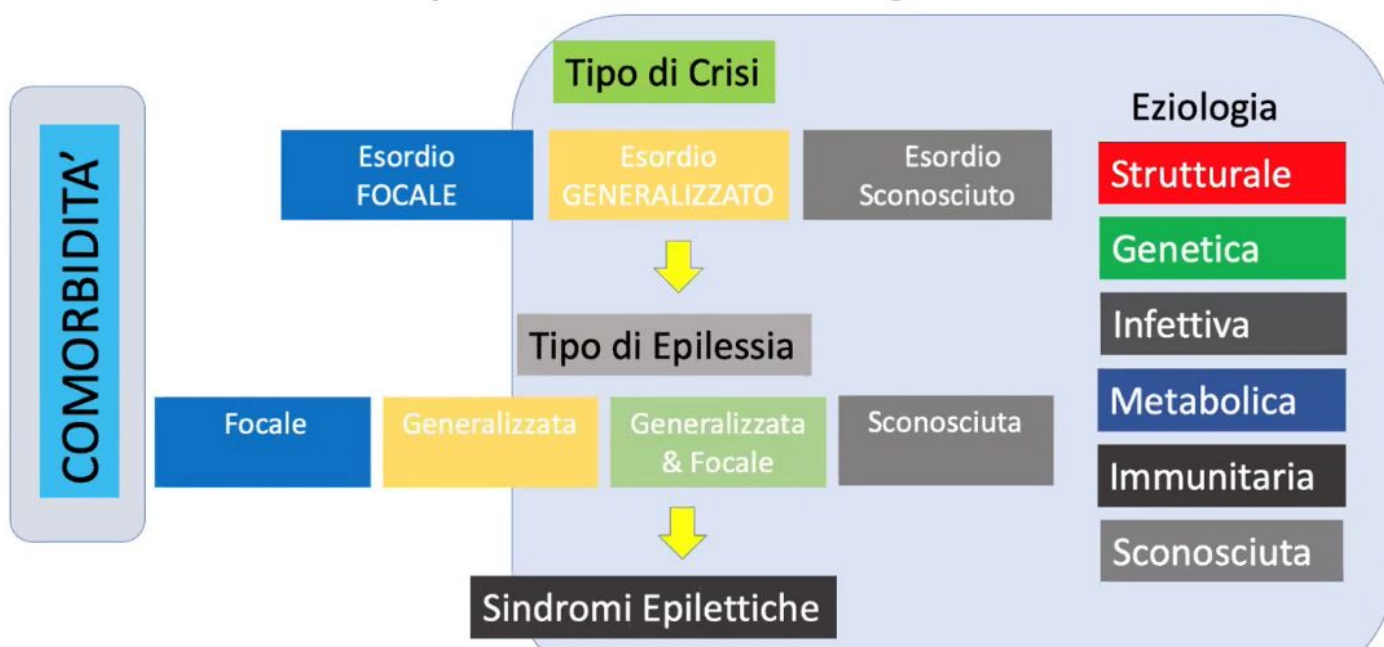 COMORBIDITA'
Tipo di Crisi
Esordio
FOCALE
Esordio
GENERALIZZATO
Esordio
Sconosciuto
Tipo di Epilessia
Focale
Generalizzata
Generalizzata
& Focale
Sconosciuta
Sindromi Epilettiche
Eziologia
Strutturale
Genetica
Infettiva
Metabolica
Immunitaria
Sconosciuta